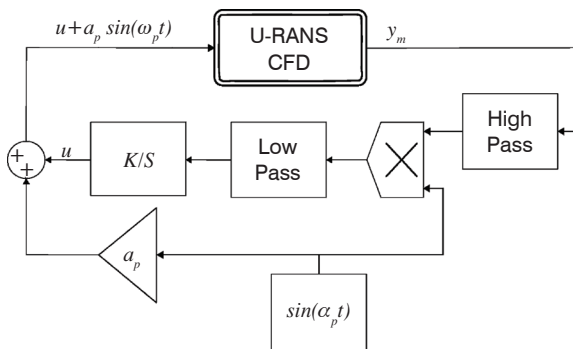 u+a_p sin(ω_p t)
U-RANS
CFD
y_m
High
Pass
+
+
u
K/S
Low
Pass
×
a_p
sin(α_p t)